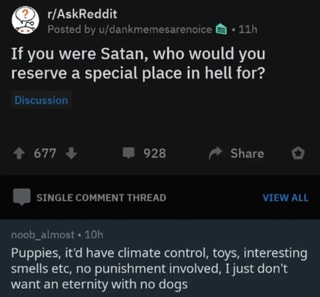 r/AskReddit
Posted by u/dankmemesarenoice • 11h
If you were Satan, who would you
reserve a special place in hell for?
Discussion
677
928
Share
SINGLE COMMENT THREAD
VIEW ALL
noob_almost • 10h
Puppies, it'd have climate control, toys, interesting
smells etc, no punishment involved, I just don't
want an eternity with no dogs